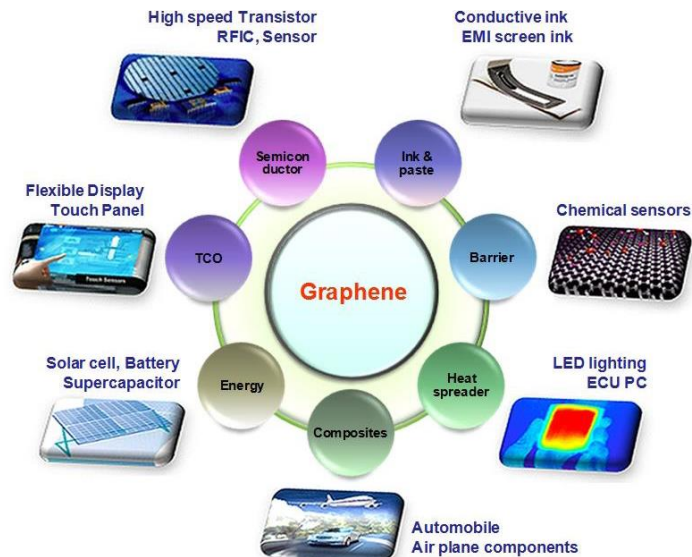 High speed Transistor
RFIC, Sensor
Conductive ink
EMI screen ink
Semicon
ductor
Ink &
paste
Flexible Display
Touch Panel
Touch Sensors
TCO
Barrier
Chemical sensors
Graphene
Solar cell, Battery
Supercapacitor
Energy
Heat
spreader
LED lighting
ECU PC
Composites
Automobile
Air plane components